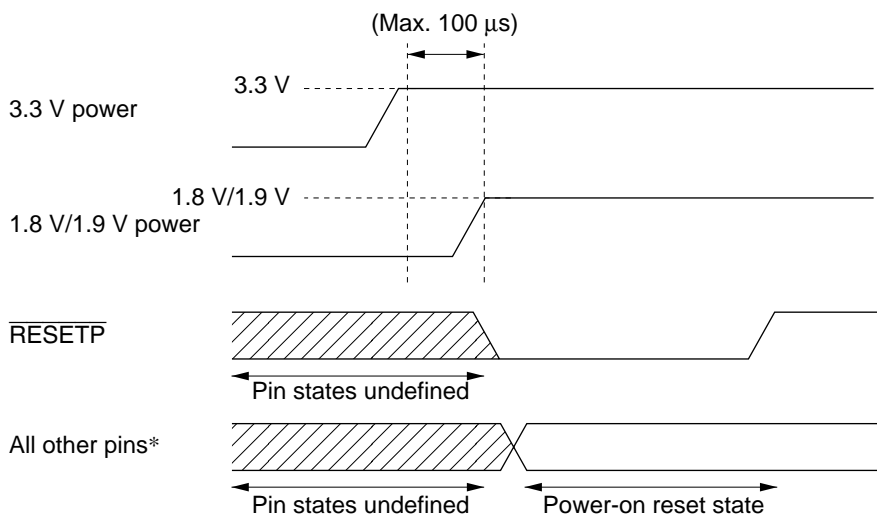 (Max. 100 μs)
3.3 V
3.3 V power
1.8 V/1.9 V
1.8 V/1.9 V power
RESETP
Pin states undefined
All other pins*
Pin states undefined
Power-on reset state